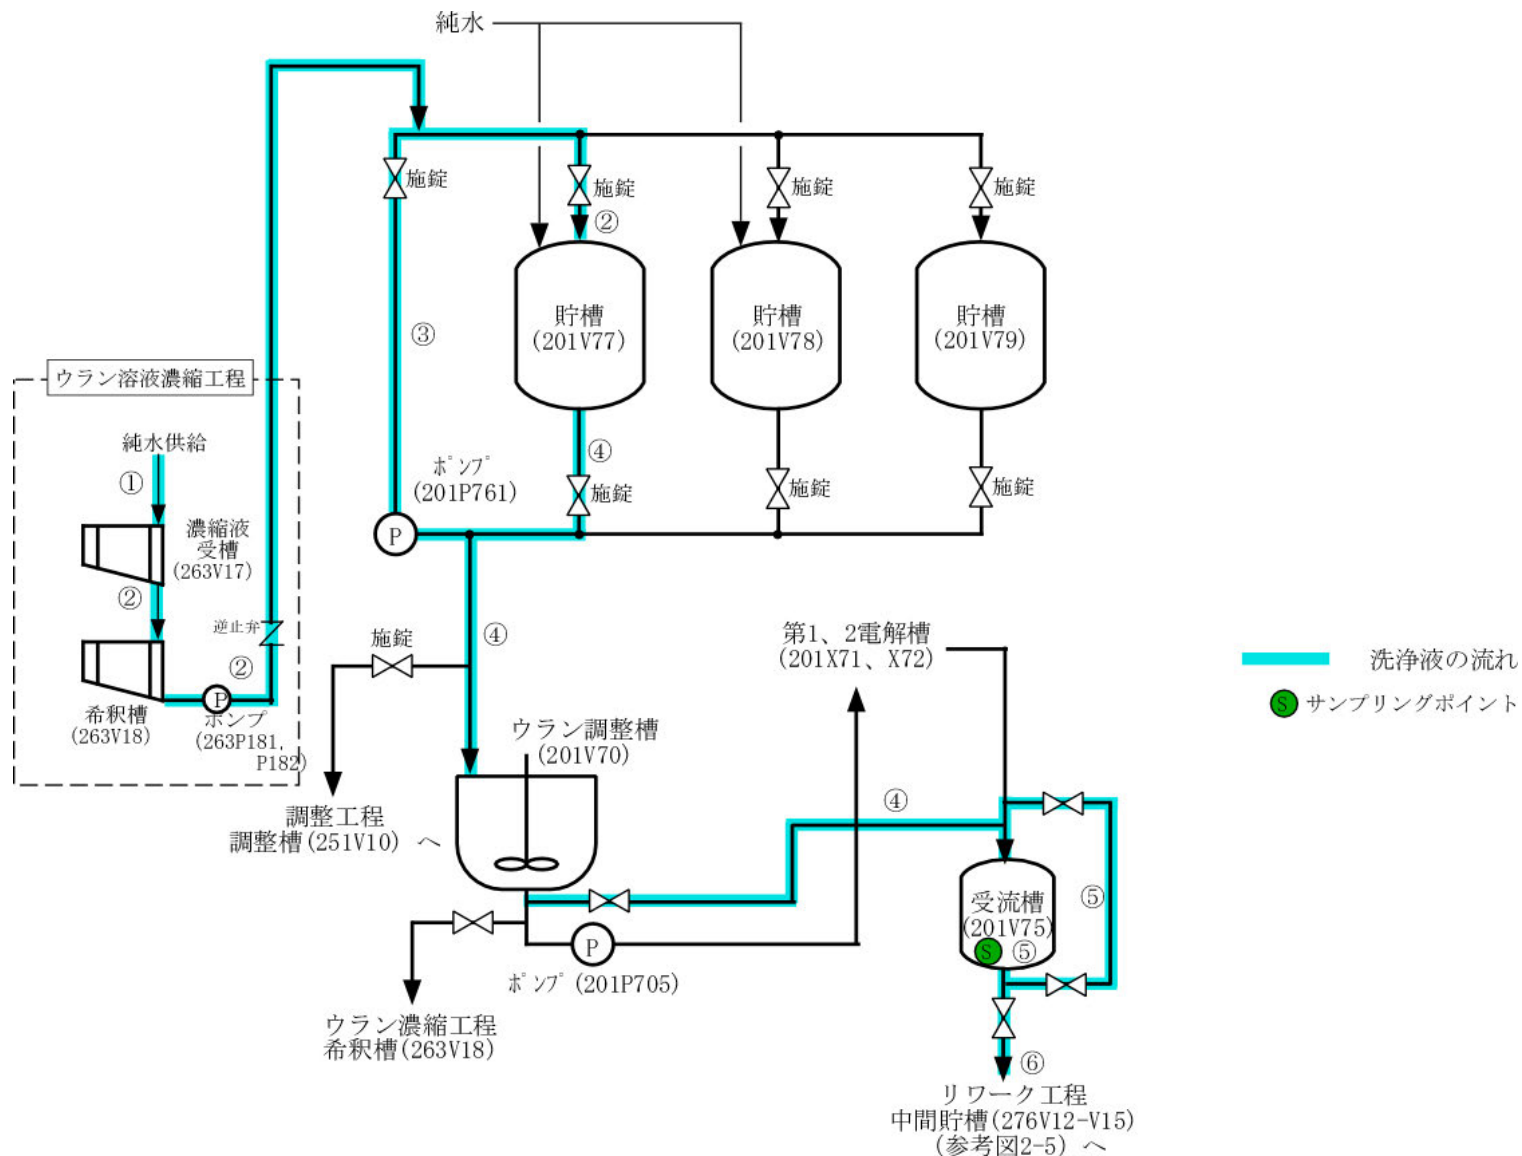 純水
施錠
施錠
施錠
施錠
②
貯槽
(201V77)
貯槽
(201V78)
貯槽
(201V79)
③
ウラン溶液濃縮工程
純水供給
①
濃縮液
受槽
(263V17)
②
逆止弁
②
希釈槽
(263V18)
P
ポンプ
(263P181,
P182)
ポンプ
(201P761)
P
④
施錠
施錠
施錠
④
施錠
調整工程
調整槽(251V10) へ
ウラン調整槽
(201V70)
第1、2電解槽
(201X71、X72)
④
P
ポンプ(201P705)
ウラン濃縮工程
希釈槽(263V18)
受流槽
(201V75)
S
⑤
⑤
⑥
リワーク工程
中間貯槽(276V12-V15)
(参考図2-5) へ
洗浄液の流れ
S
サンプリングポイント